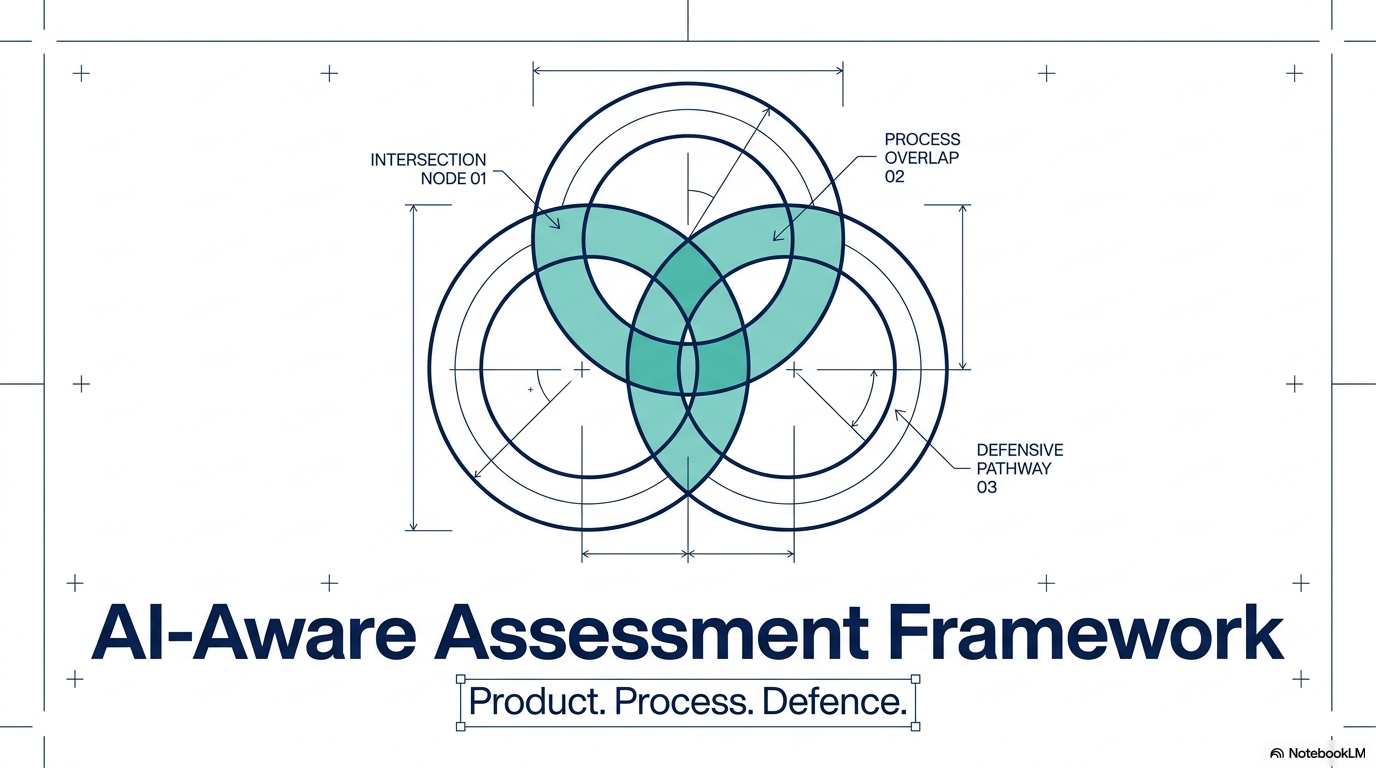 INTERSECTION
NODE 01
PROCESS
OVERLAP
02
DEFENSIVE
PATHWAY
03
AI-Aware Assessment Framework
Product. Process. Defence.
NotebookLM